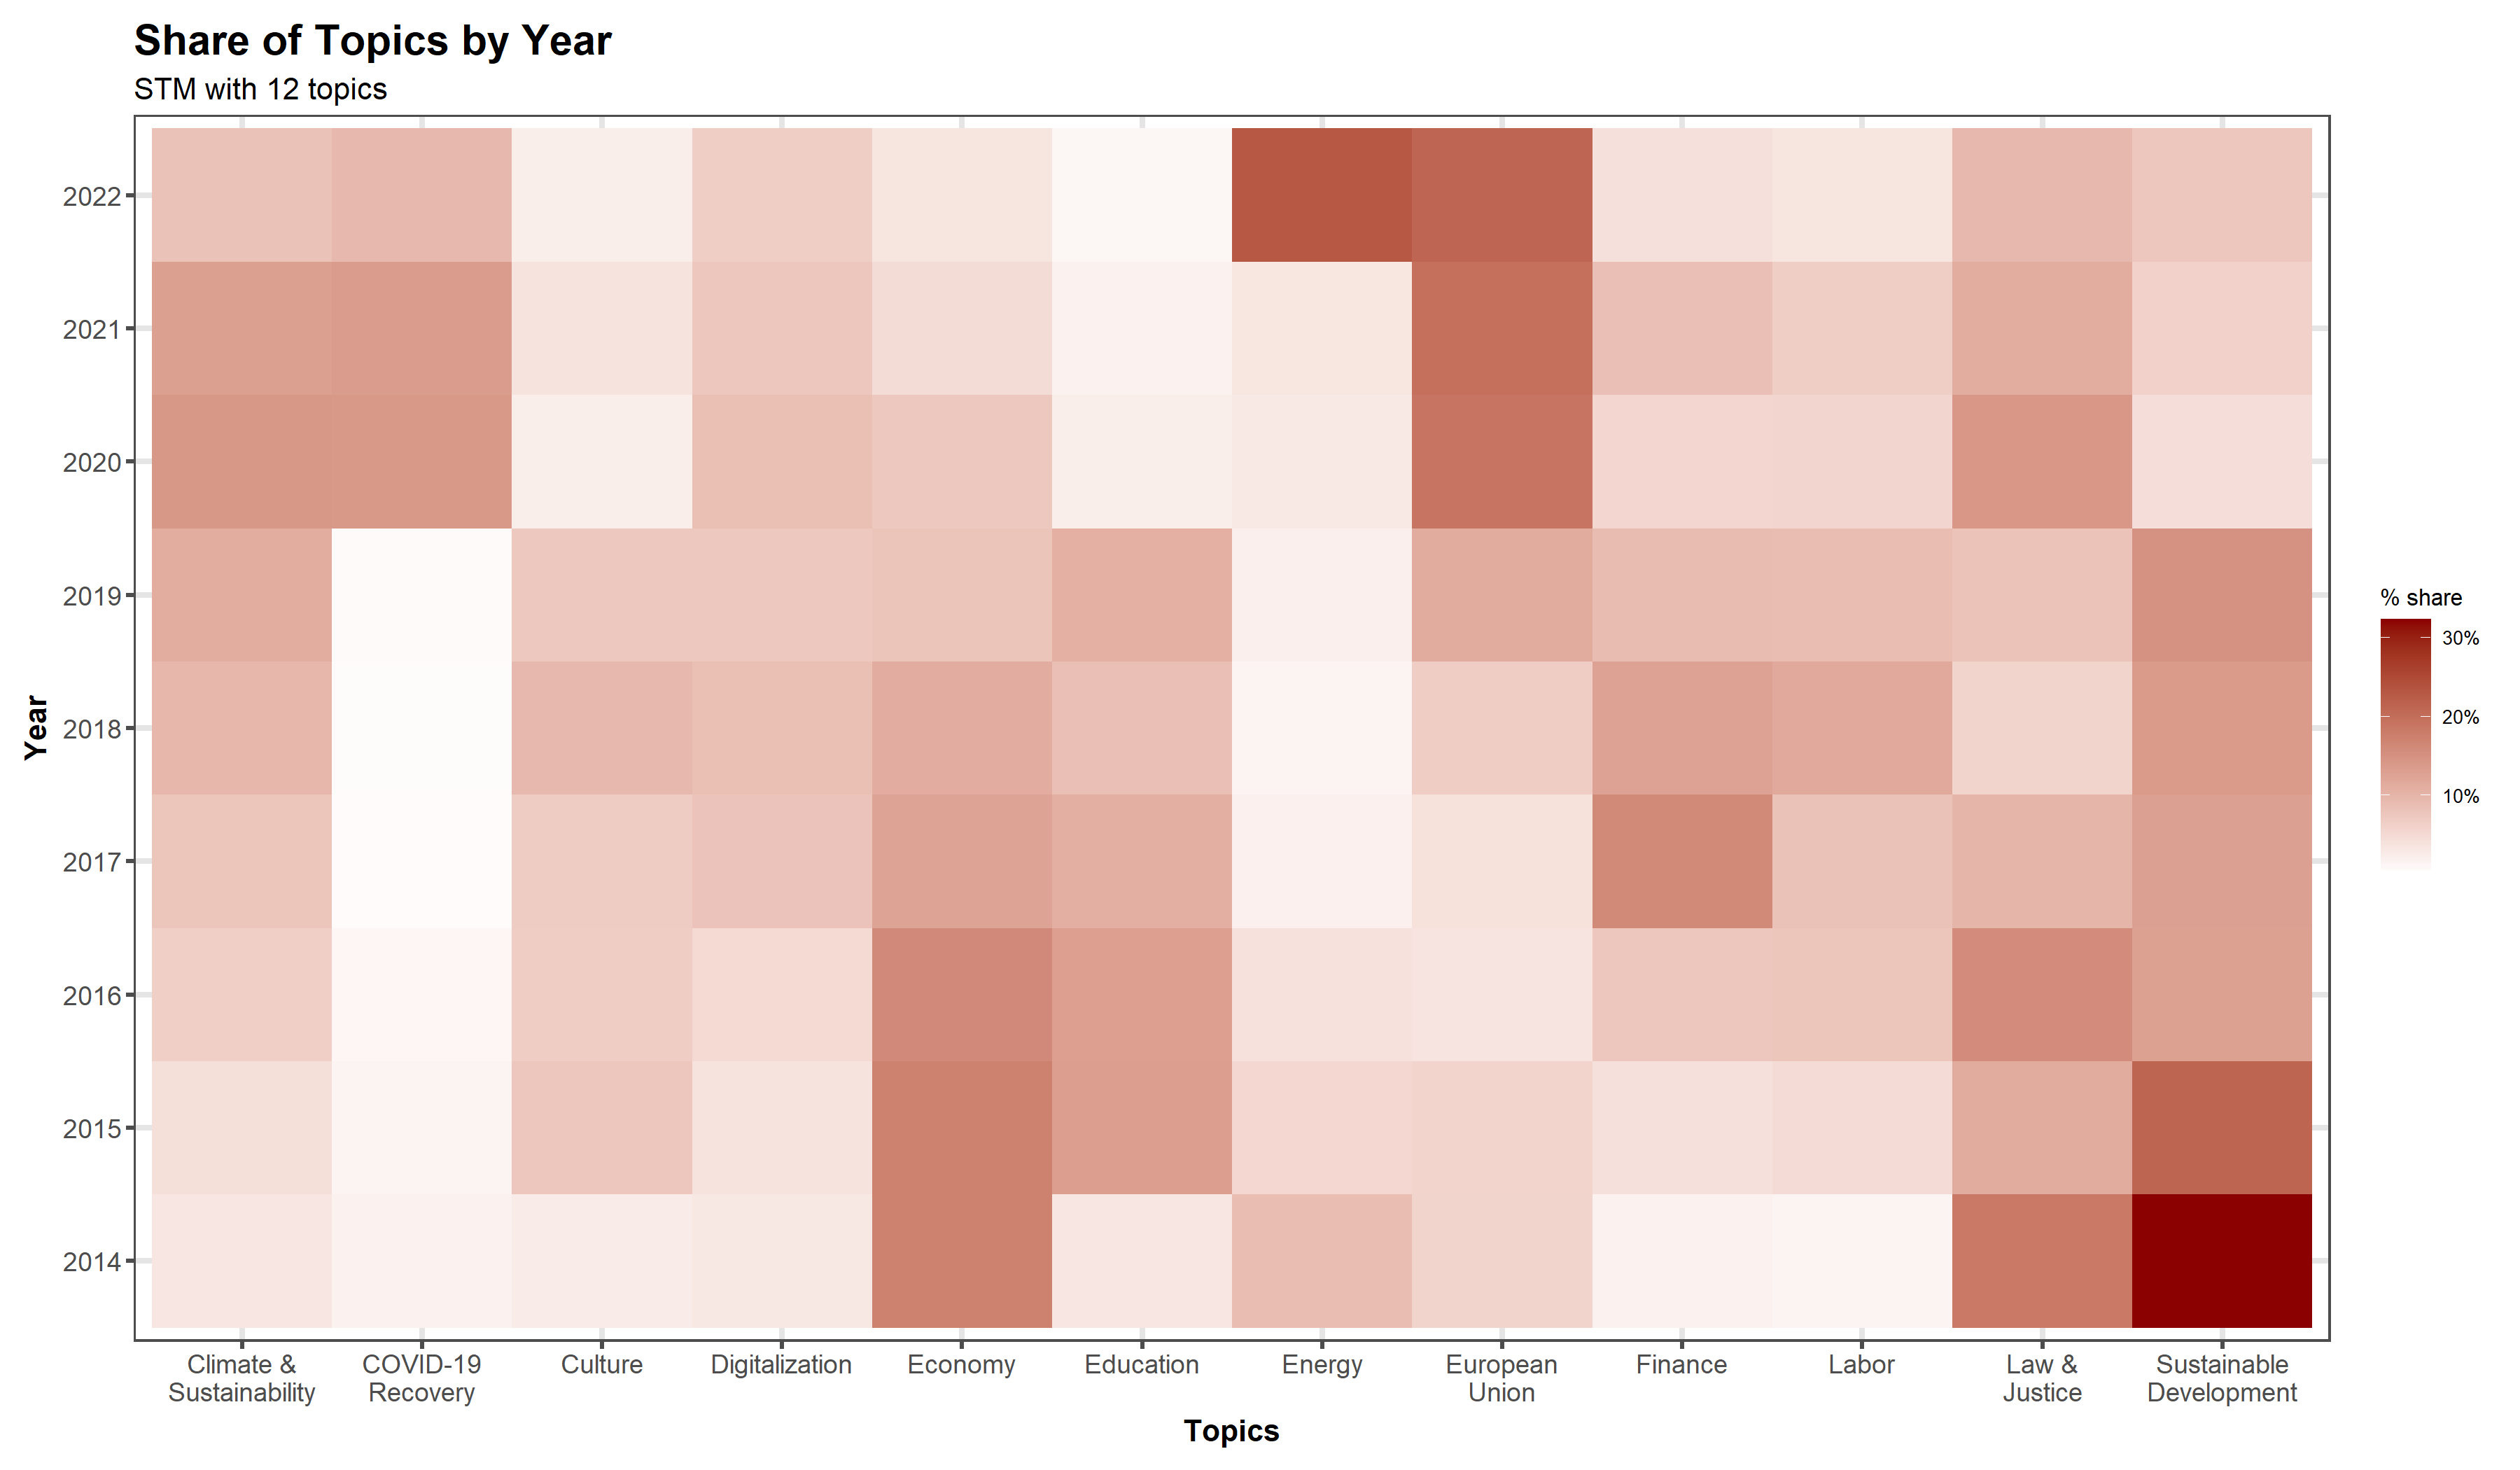 Share of Topics by Year
STM with 12 topics
2022
2021
2020
2019
2018
2017
2016
2015
2014
Year
Climate &
Sustainability
COVID-19
Recovery
Culture
Digitalization
Economy
Education
Energy
European
Union
Finance
Labor
Law &
Justice
Sustainable
Development
Topics
% share
30%
20%
10%